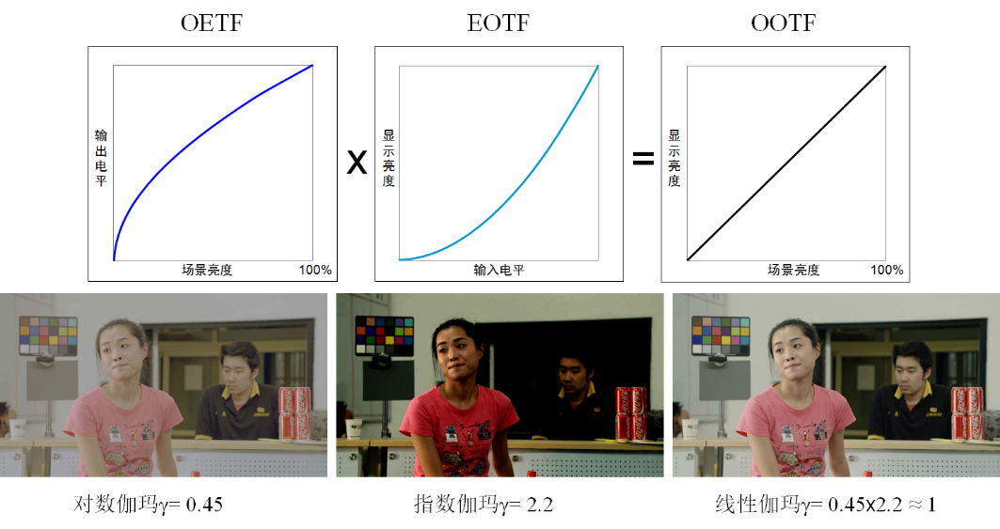 OETF
EOTF
OOTF
输出电平
场景亮度
100%
x
显示亮度
输入电平
=
显示亮度
场景亮度
100%
对数伽玛γ= 0.45
指数伽玛γ= 2.2
线性伽玛γ= 0.45x2.2 ≈ 1